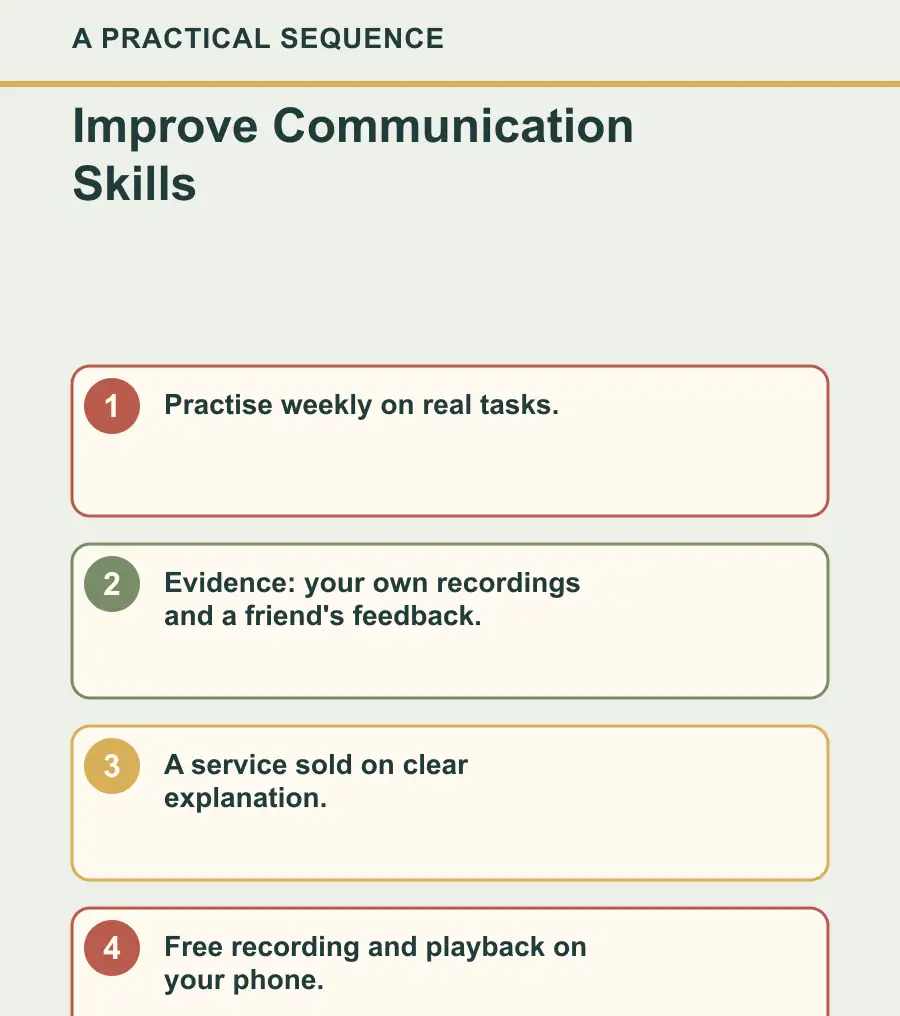 A PRACTICAL SEQUENCE
Improve Communication
Skills
1
Practise weekly on real tasks.
2
Evidence: your own recordings
and a friend's feedback.
3
A service sold on clear
explanation.
4
Free recording and playback on
your phone.